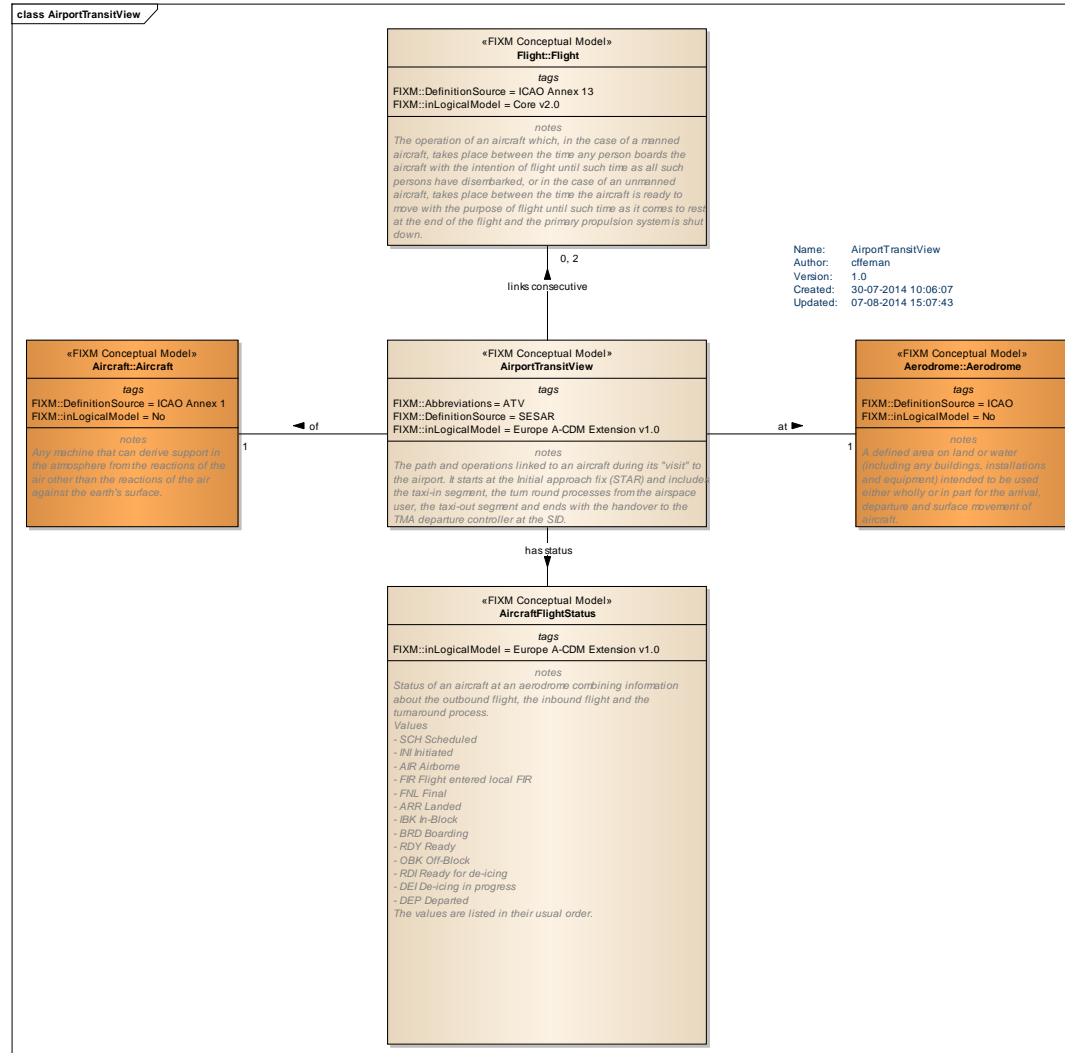 class AirportTransitView
«FIXM Conceptual Model»
Flight::Flight
tags
FIXM::DefinitionSource = ICAO Annex 13
FIXM::inLogicalModel = Core v2.0
notes
The operation of an aircraft which, in the case of a manned
aircraft, takes place between the time any person boards the
aircraft with the intention of flight until such time as all such
persons have disembarked, or in the case of an unmanned
aircraft, takes place between the time the aircraft is ready to
move with the purpose of flight until such time as it comes to rest
at the end of the flight and the primary propulsion system is shut
down.
0, 2
links consecutive
Name: AirportTransitView
Author: cffernan
Version: 1.0
Created: 30-07-2014 10:06:07
Updated: 07-08-2014 15:07:43
«FIXM Conceptual Model»
Aircraft::Aircraft
tags
FIXM::DefinitionSource = ICAO Annex 1
FIXM::inLogicalModel = No
notes
Any machine that can derive support in
the atmosphere from the reactions of the
air other than the reactions of the air
against the earth's surface.
of
1
«FIXM Conceptual Model»
AirportTransitView
tags
FIXM::Abbreviations = ATV
FIXM::DefinitionSource = SESAR
FIXM::inLogicalModel = Europe A-CDM Extension v1.0
notes
The path and operations linked to an aircraft during its "visit" to
the airport. It starts at the Initial approach fix (STAR) and includes
the taxi-in segment, the turn round processes from the airspace
user, the taxi-out segment and ends with the handover to the
TMA departure controller at the SID.
at
1
«FIXM Conceptual Model»
Aerodrome::Aerodrome
tags
FIXM::DefinitionSource = ICAO
FIXM::inLogicalModel = No
notes
A defined area on land or water
(including any buildings, installations
and equipment) intended to be used
either wholly or in part for the arrival,
departure and surface movement of
aircraft.
has status
«FIXM Conceptual Model»
AircraftFlightStatus
tags
FIXM::inLogicalModel = Europe A-CDM Extension v1.0
notes
Status of an aircraft at an aerodrome combining information
about the outbound flight, the inbound flight and the
turnaround process.
Values
- SCH Scheduled
- INI Initiated
- AIR Airborne
- FIR Flight entered local FIR
- FNL Final
- ARR Landed
- IBK In-Block
- BRD Boarding
- RDY Ready
- OBK Off-Block
- RDI Ready for de-icing
- DEI De-icing in progress
- DEP Departed
The values are listed in their usual order.